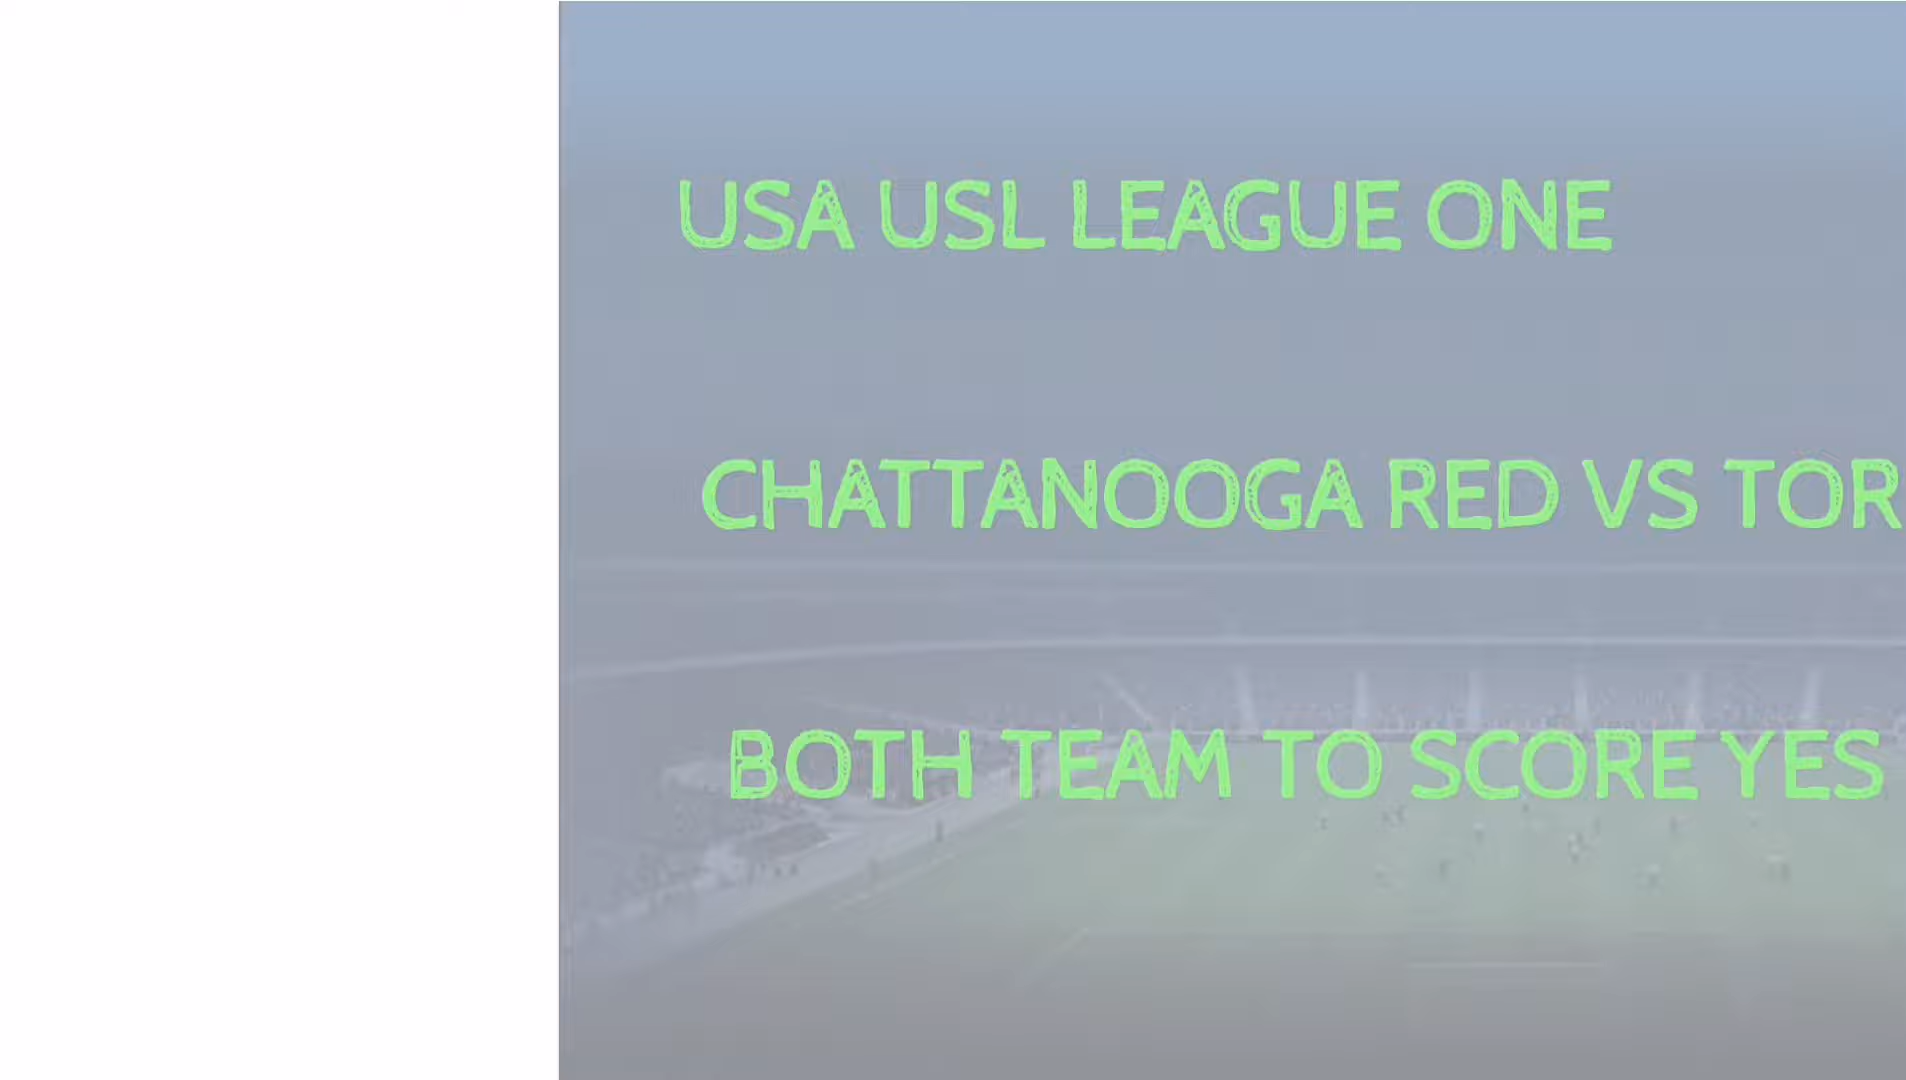 USA USL LEAGUE ONE
CHATTANOOGA RED VS TOR
BOTH TEAM TO SCORE YES